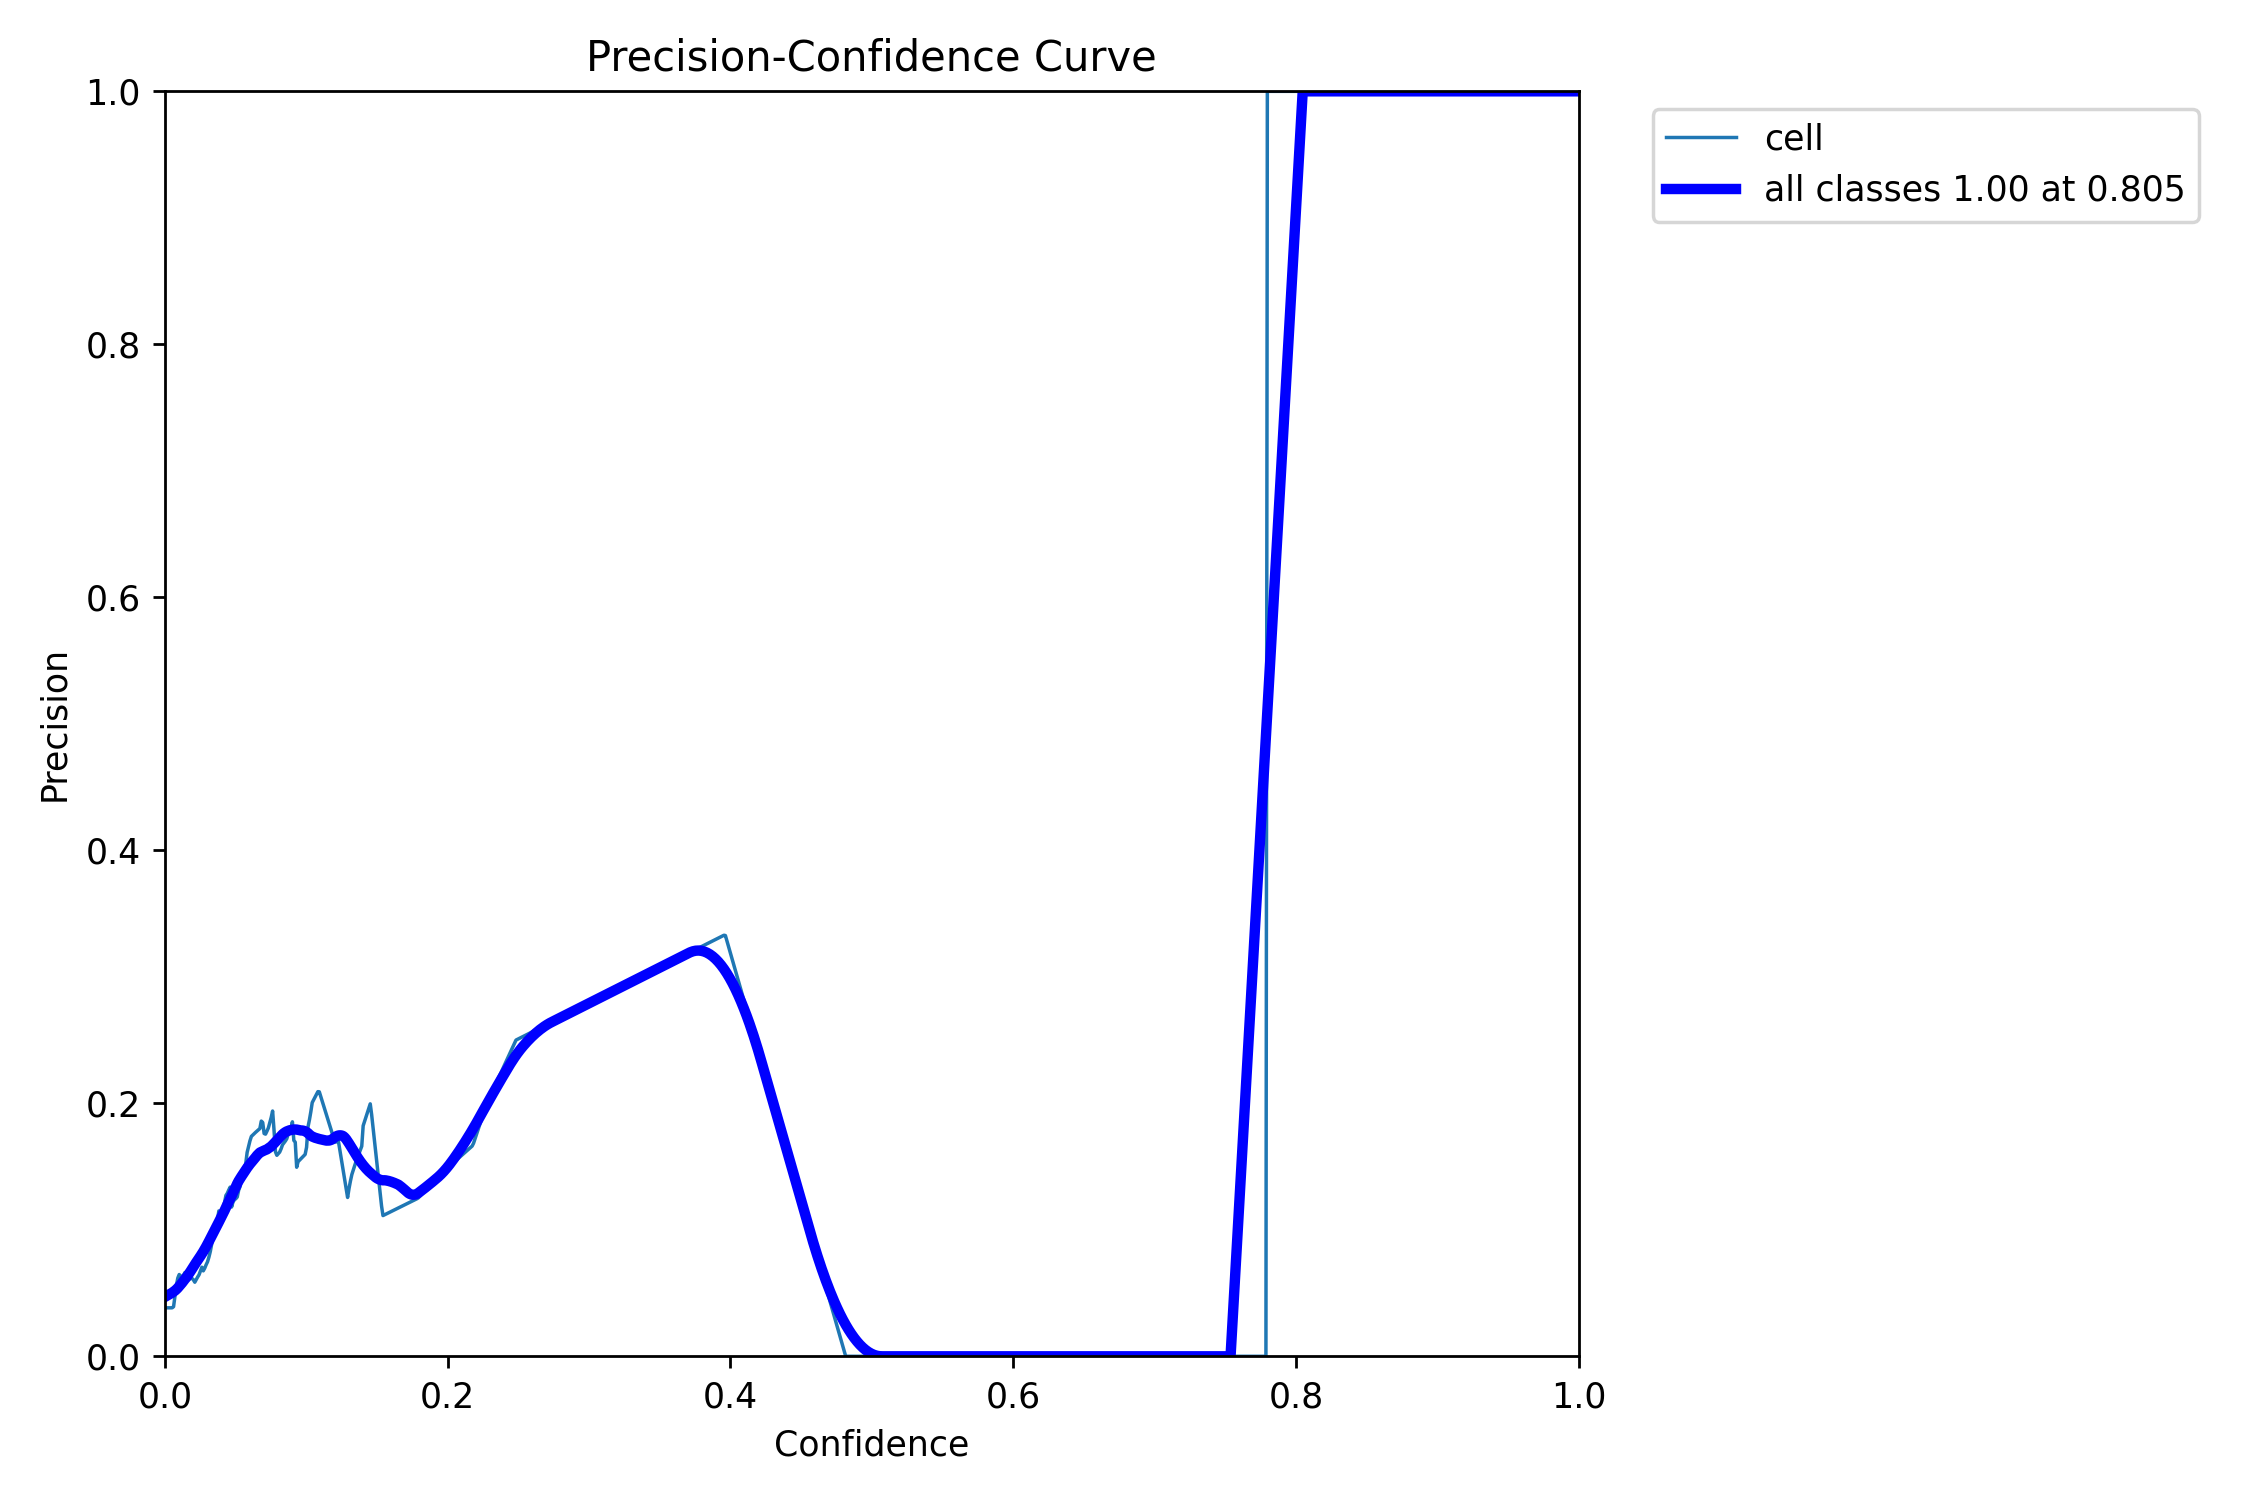 Precision-Confidence Curve
1.0
0.8
0.6
0.4
0.2
0.0
Precision
0.0 0.2 0.4 0.6 0.8 1.0
Confidence
cell
all classes 1.00 at 0.805